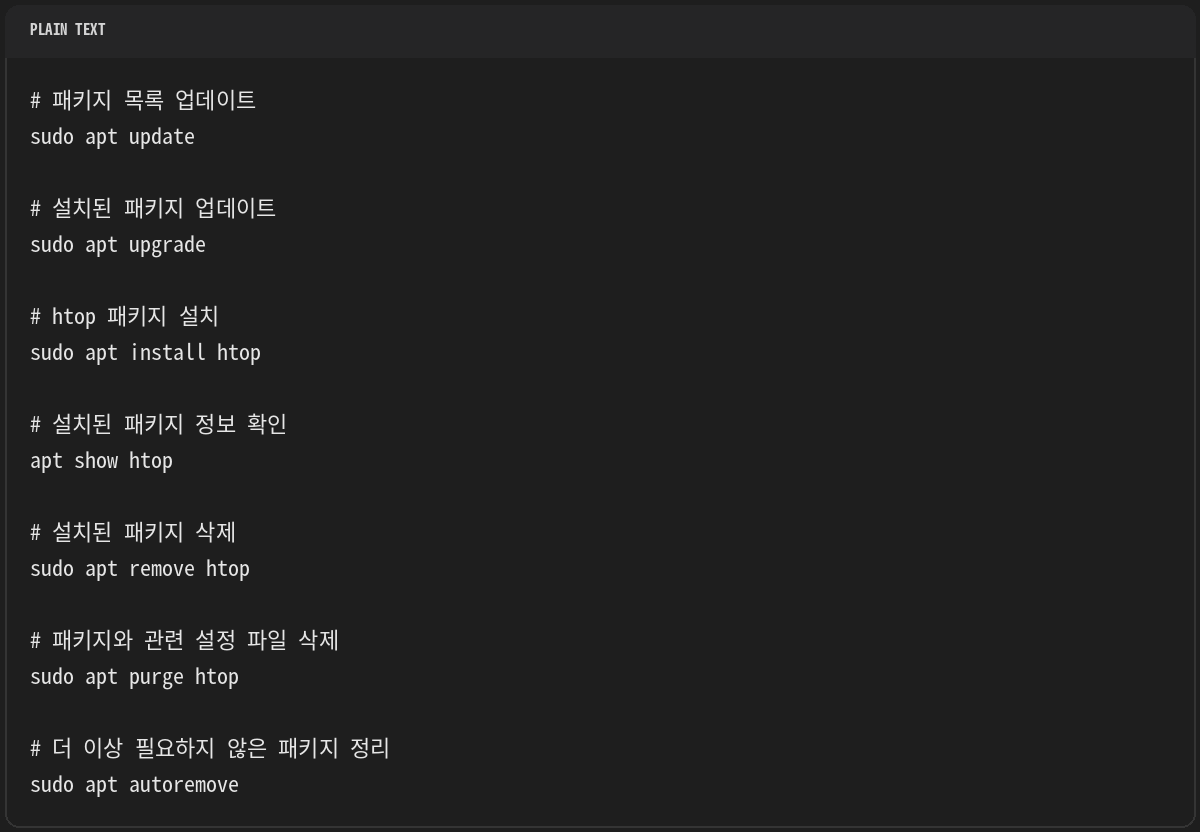 PLAIN TEXT
# 패키지 목록 업데이트
sudo apt update
# 설치된 패키지 업데이트
sudo apt upgrade
# htop 패키지 설치
sudo apt install htop
# 설치된 패키지 정보 확인
apt show htop
# 설치된 패키지 삭제
sudo apt remove htop
# 패키지와 관련 설정 파일 삭제
sudo apt purge htop
# 더 이상 필요하지 않은 패키지 정리
sudo apt autoremove